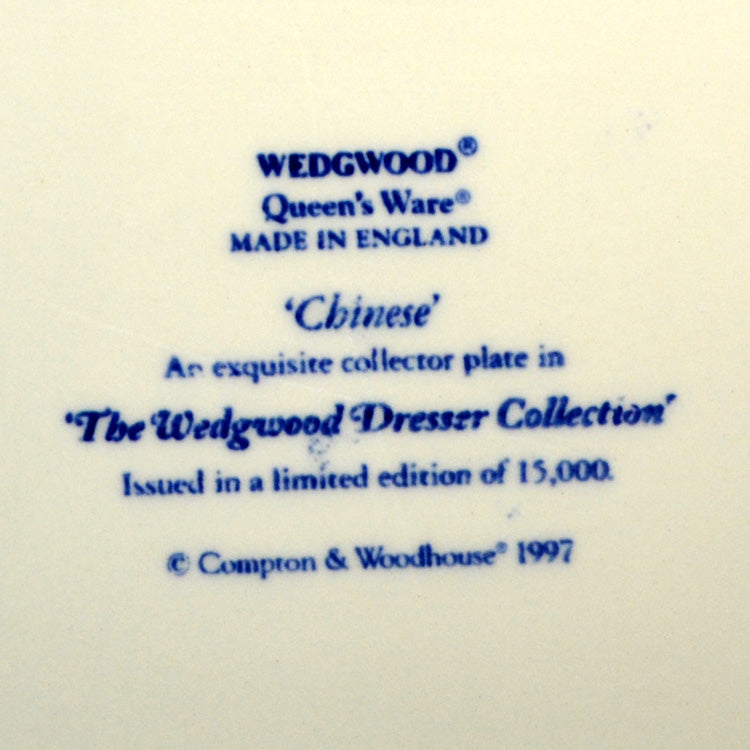 WEDGWOOD®
Queen's Ware®
MADE IN ENGLAND
'Chinese'
An exquisite collector plate in
'The Wedgwood Dresser Collection'
Issued in a limited edition of 15,000.
© Compton & Woodhouse® 1997